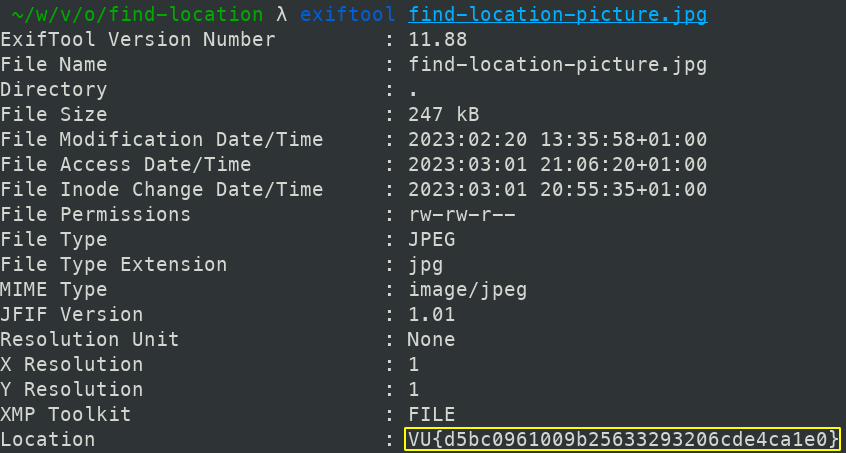 ~/w/v/o/find-location λ exiftool find-location-picture.jpg
ExifTool Version Number : 11.88
File Name : find-location-picture.jpg
Directory : .
File Size : 247 kB
File Modification Date/Time : 2023:02:20 13:35:58+01:00
File Access Date/Time : 2023:03:01 21:06:20+01:00
File Inode Change Date/Time : 2023:03:01 20:55:35+01:00
File Permissions : rw-rw-r--
File Type : JPEG
File Type Extension : jpg
MIME Type : image/jpeg
JFIF Version : 1.01
Resolution Unit : None
X Resolution : 1
Y Resolution : 1
XMP Toolkit : FILE
Location : VU{d5bc0961009b25633293206cde4ca1e0}